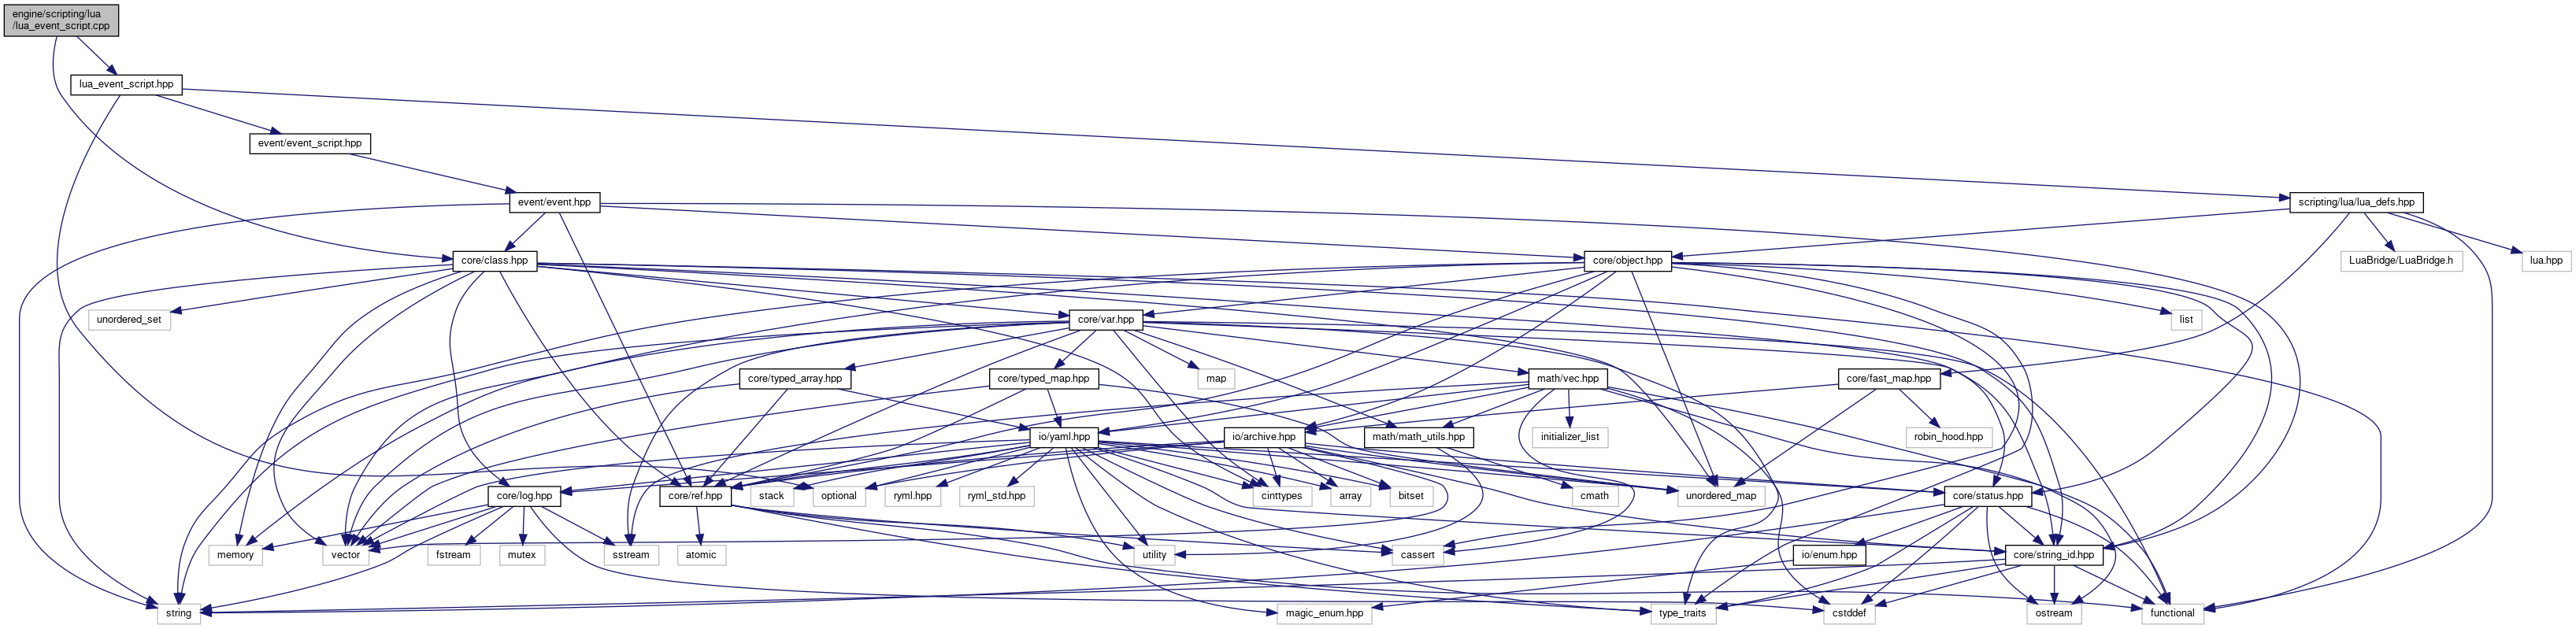 engine/scripting/lua
/lua_event_script.cpp
lua_event_script.hpp
event/event_script.hpp
event/event.hpp
scripting/lua/lua_defs.hpp
core/class.hpp
core/object.hpp
LuaBridge/LuaBridge.h
lua.hpp
unordered_set
core/var.hpp
list
core/typed_array.hpp
core/typed_map.hpp
map
math/vec.hpp
core/fast_map.hpp
io/yaml.hpp
io/archive.hpp
math/math_utils.hpp
initializer_list
robin_hood.hpp
core/log.hpp
core/ref.hpp
stack
optional
ryml.hpp
ryml_std.hpp
cinttypes
array
bitset
cmath
unordered_map
core/status.hpp
memory
vector
fstream
mutex
sstream
atomic
utility
cassert
io/enum.hpp
core/string_id.hpp
string
magic_enum.hpp
type_traits
cstddef
ostream
functional